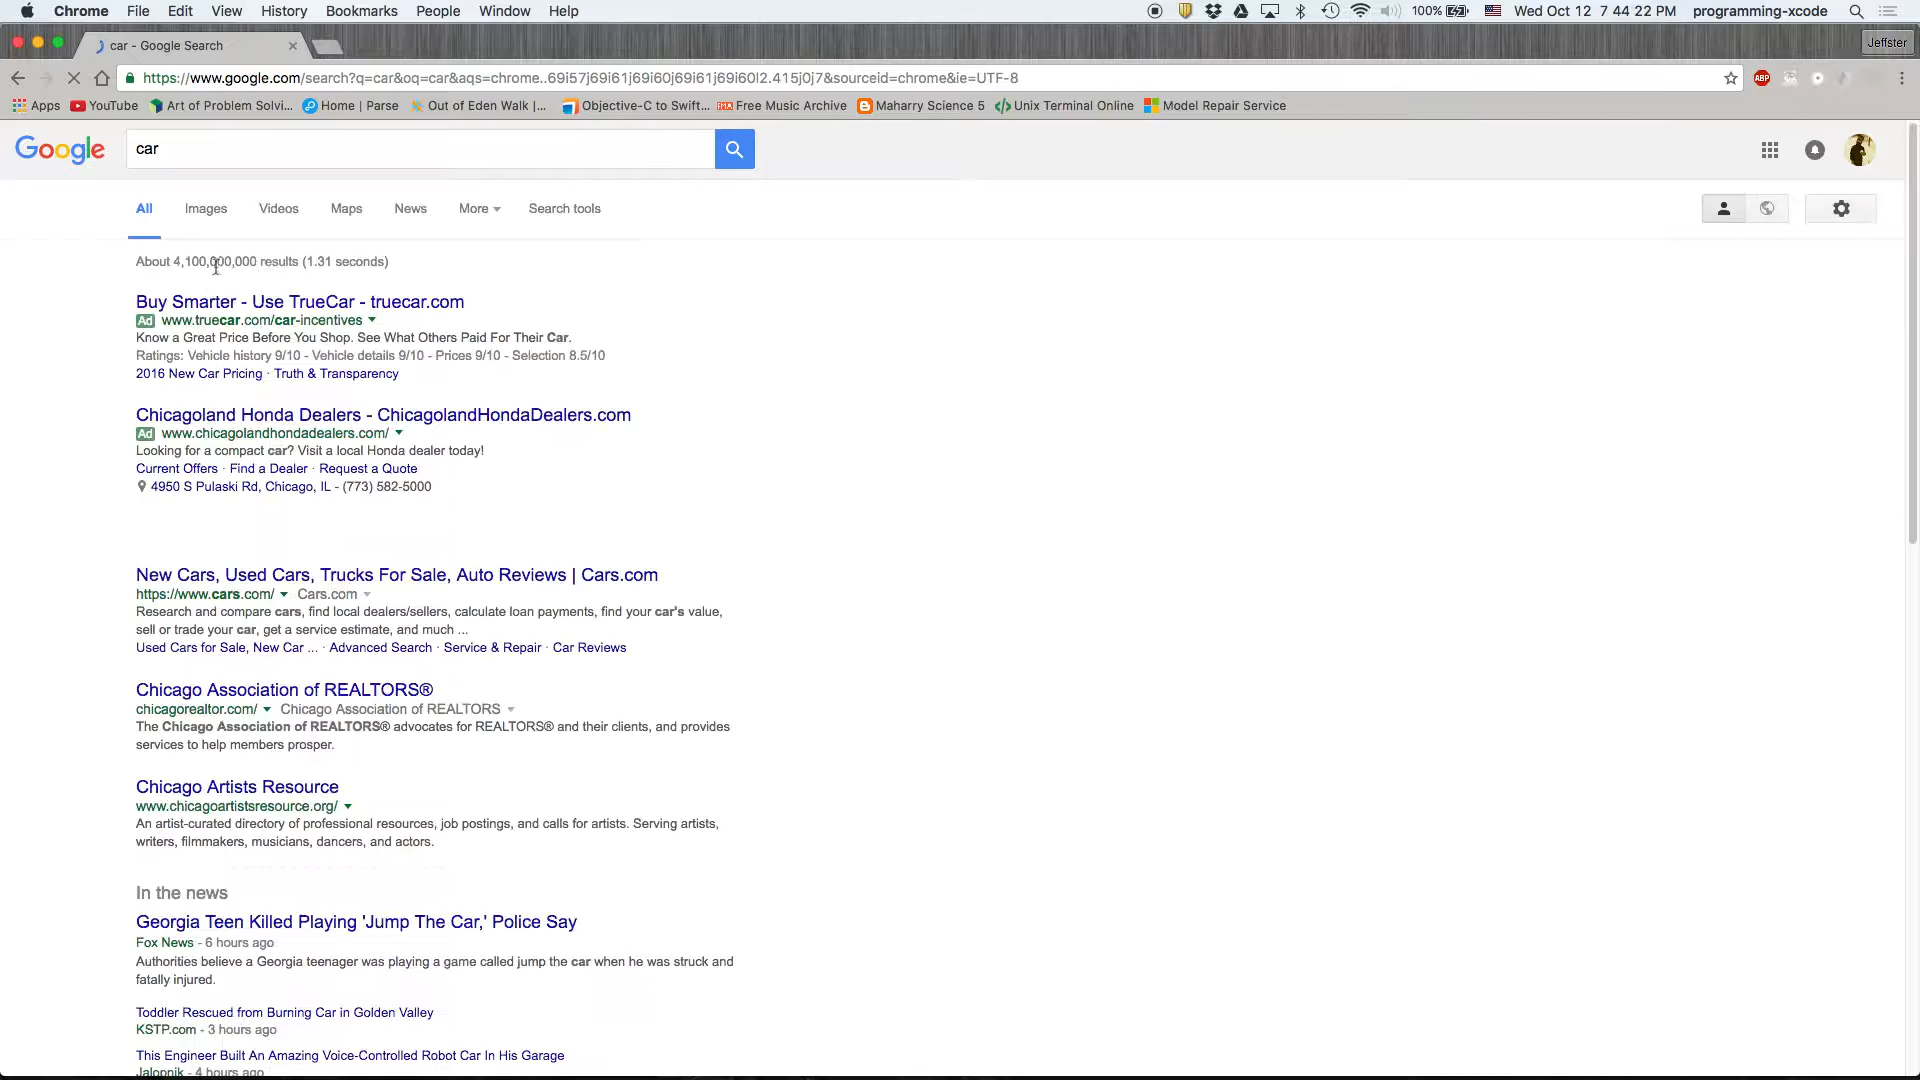 Chrome File Edit View History Bookmarks People Window Help 100% Wed Oct 12 7 44 22 PM programming-xcode
car - Google Search Jeffster
https://www.google.com/search?q=car&oq=car&aqs=chrome..69i57j69i61j69i60j69i61j69i60l2.415j0j7&sourceid=chrome&ie=UTF-8 ABP
Apps YouTube Art of Problem Solvi... Home | Parse Out of Eden Walk |... Objective-C to Swift... Free Music Archive Maharry Science 5 Unix Terminal Online Model Repair Service
Google car
All Images Videos Maps News More Search tools
About 4,100,000,000 results (1.31 seconds)
Buy Smarter - Use TrueCar - truecar.com
Ad www.truecar.com/car-incentives
Know a Great Price Before You Shop. See What Others Paid For Their Car.
Ratings: Vehicle history 9/10 - Vehicle details 9/10 - Prices 9/10 - Selection 8.5/10
2016 New Car Pricing · Truth & Transparency
Chicagoland Honda Dealers - ChicagolandHondaDealers.com
Ad www.chicagolandhondadealers.com/
Looking for a compact car? Visit a local Honda dealer today!
Current Offers · Find a Dealer · Request a Quote
4950 S Pulaski Rd, Chicago, IL - (773) 582-5000
New Cars, Used Cars, Trucks For Sale, Auto Reviews | Cars.com
https://www.cars.com/ Cars.com
Research and compare cars, find local dealers/sellers, calculate loan payments, find your car's value,
sell or trade your car, get a service estimate, and much ...
Used Cars for Sale, New Car ... · Advanced Search · Service & Repair · Car Reviews
Chicago Association of REALTORS®
chicagorealtor.com/ Chicago Association of REALTORS
The Chicago Association of REALTORS® advocates for REALTORS® and their clients, and provides
services to help members prosper.
Chicago Artists Resource
www.chicagoartistsresource.org/
An artist-curated directory of professional resources, job postings, and calls for artists. Serving artists,
writers, filmmakers, musicians, dancers, and actors.
In the news
Georgia Teen Killed Playing 'Jump The Car,' Police Say
Fox News - 6 hours ago
Authorities believe a Georgia teenager was playing a game called jump the car when he was struck and
fatally injured.
Toddler Rescued from Burning Car in Golden Valley
KSTP.com - 3 hours ago
This Engineer Built An Amazing Voice-Controlled Robot Car In His Garage
Jalopnik - 4 hours ago